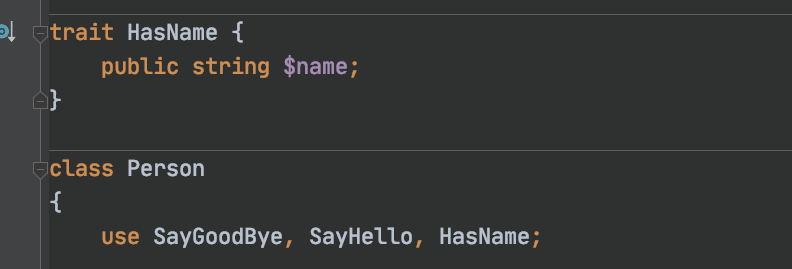 trait HasName {
    public string $name;
}
class Person
{
    use SayGoodBye, SayHello, HasName;